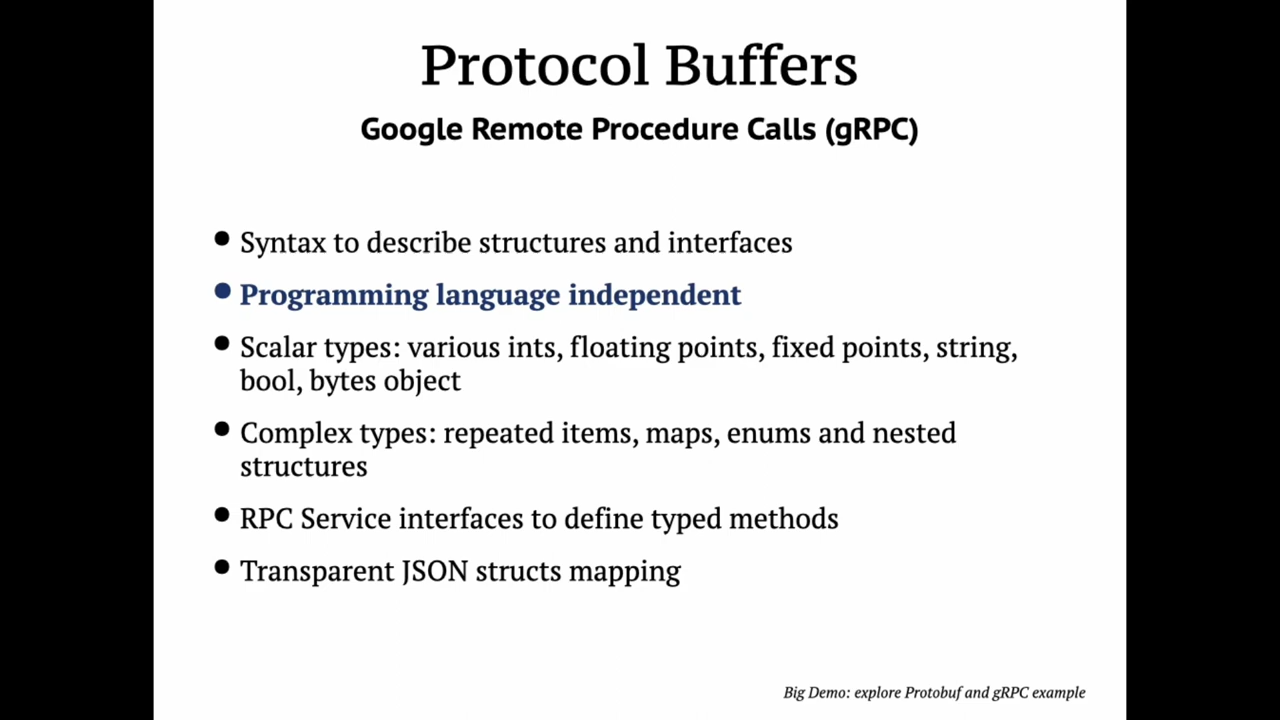 Protocol Buffers
Google Remote Procedure Calls (gRPC)
• Syntax to describe structures and interfaces
• Programming language independent
• Scalar types: various ints, floating points, fixed points, string,
bool, bytes object
• Complex types: repeated items, maps, enums and nested
structures
• RPC Service interfaces to define typed methods
• Transparent JSON structs mapping
Big Demo: explore Protobuf and gRPC example